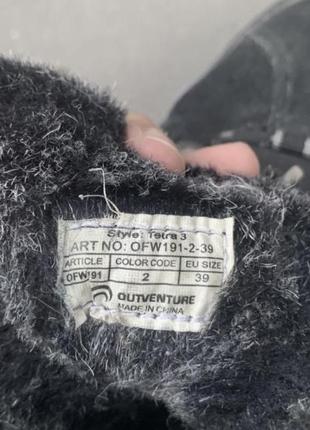 Style: Tetra 3
ART NO: OFW191-2-39
ARTICLE COLOR CODE EU SIZE
OFW191 2 39
OUTVENTURE
MADE IN CHINA